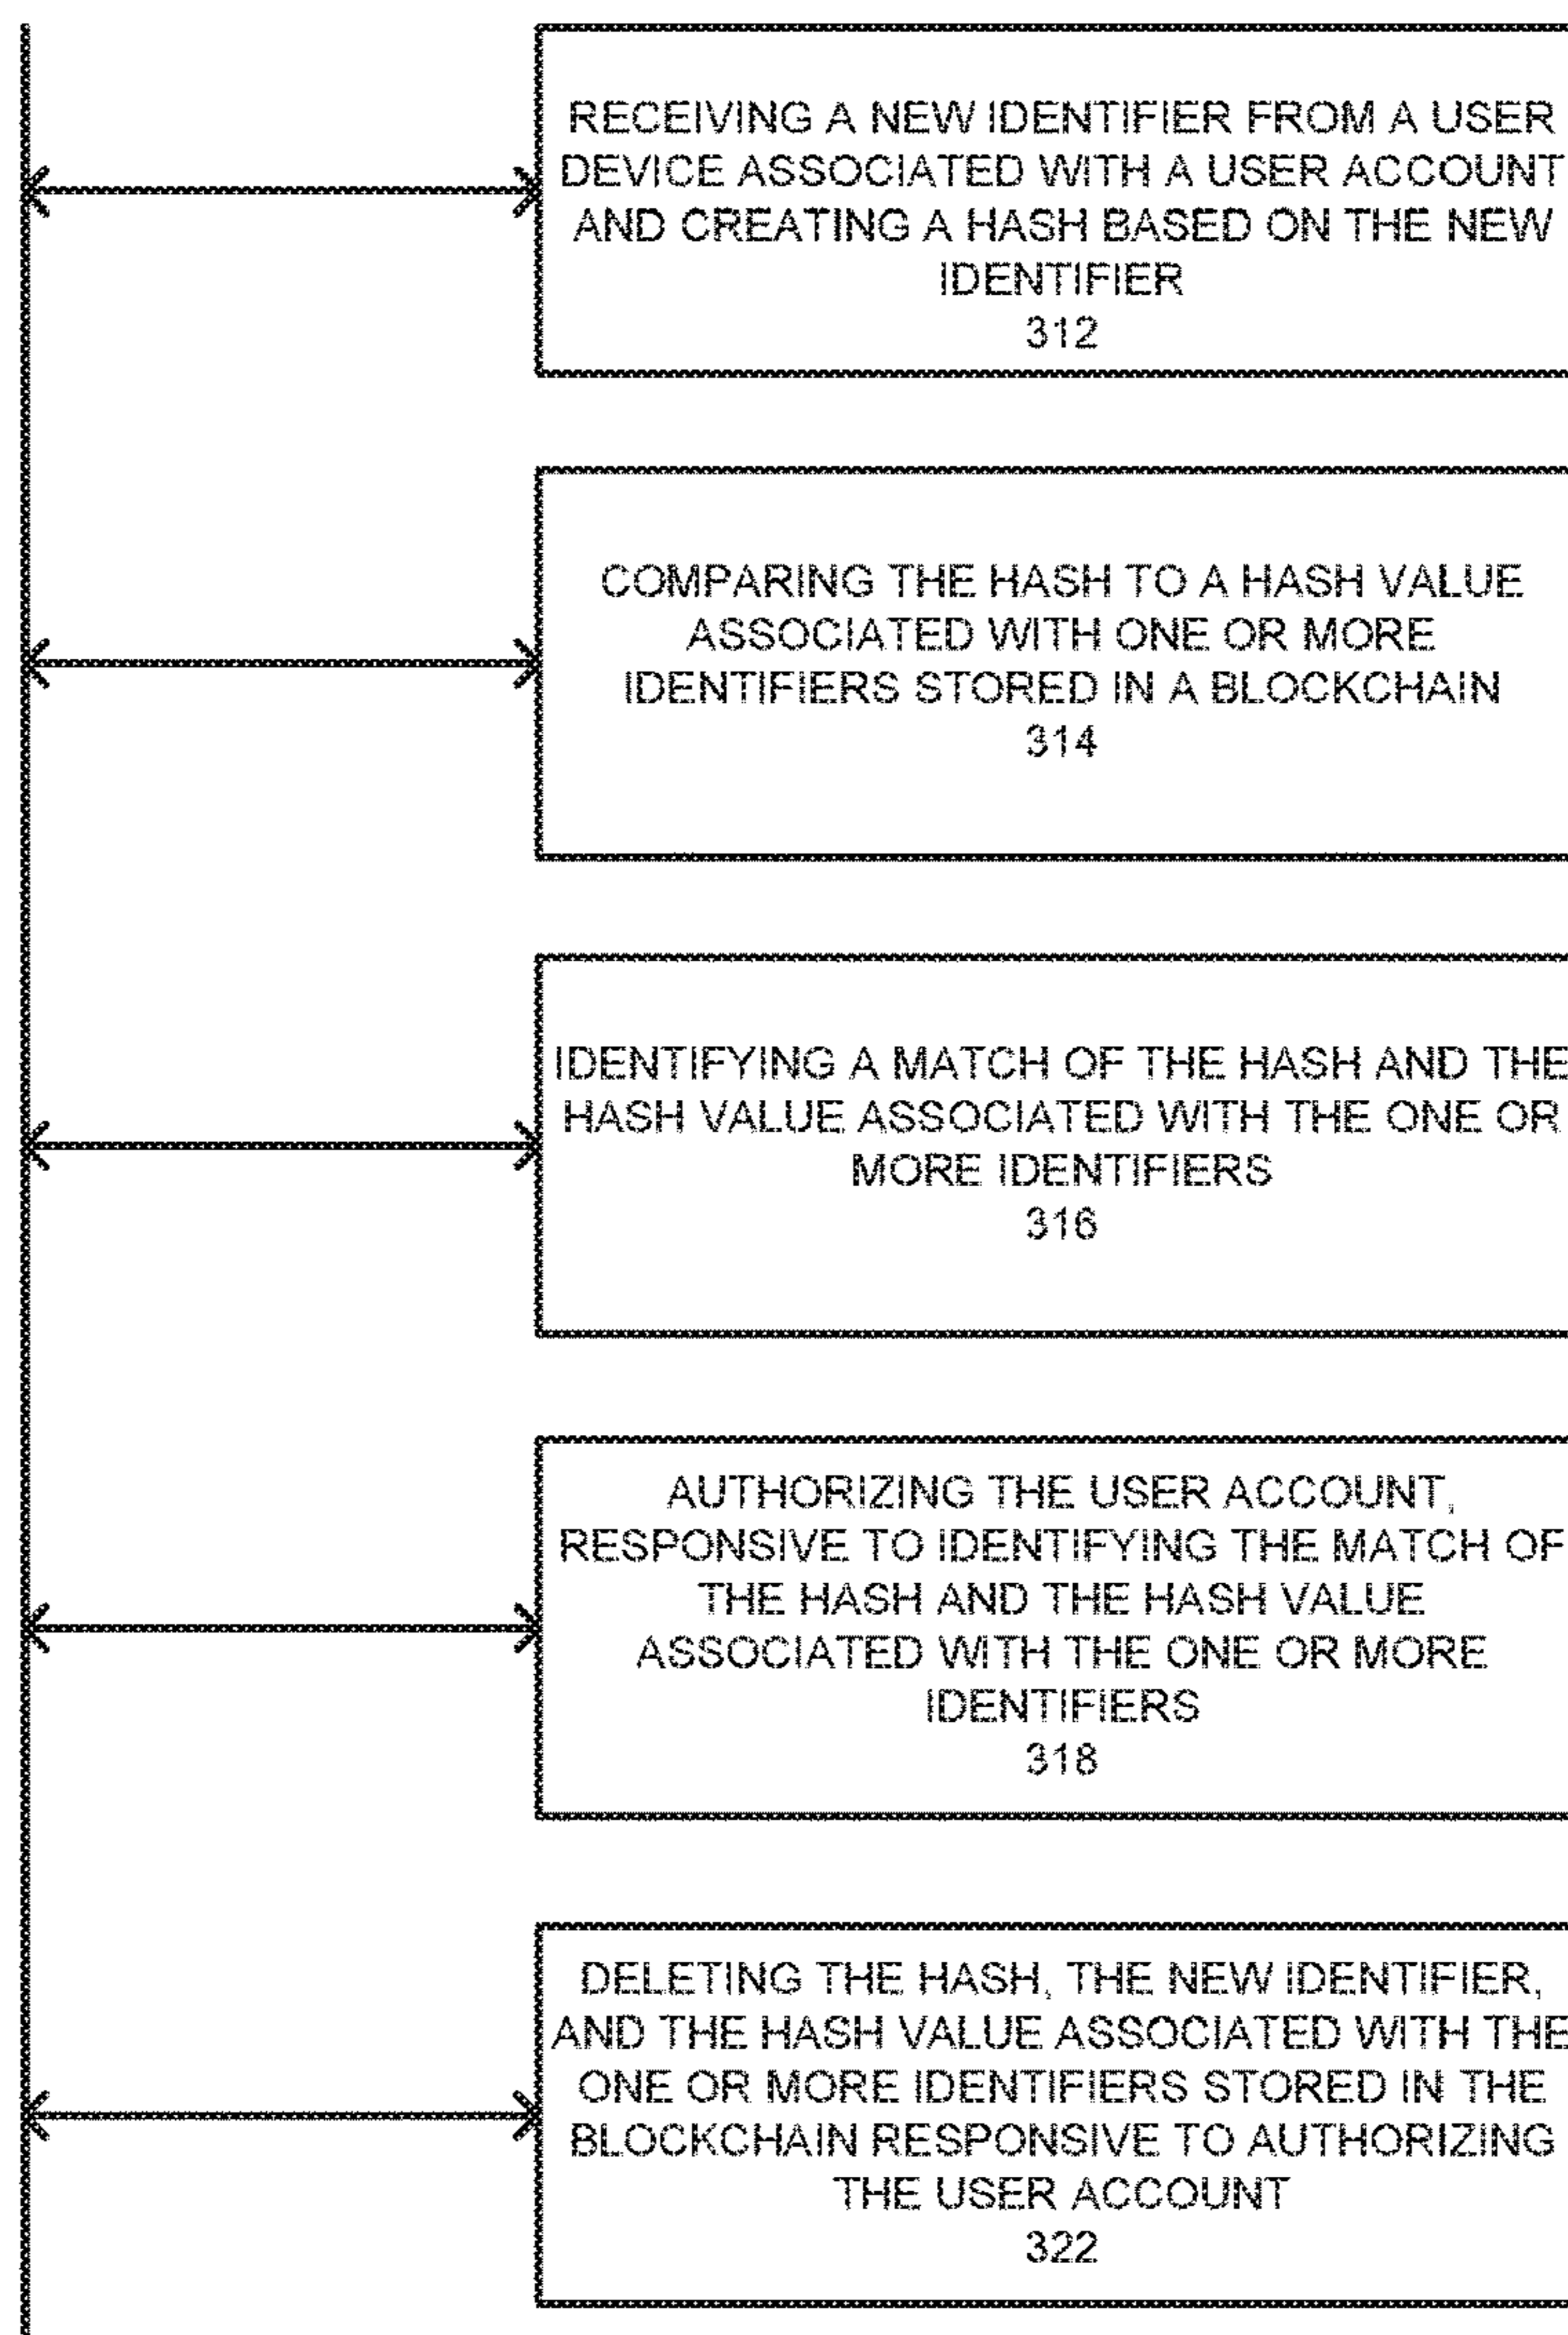 RECEIVING A NEW IDENTIFIER FROM A USER
DEVICE ASSOCIATED WITH A USER ACCOUNT
AND CREATING A HASH BASED ON THE NEW
IDENTIFIER
312
COMPARING THE HASH TO A HASH VALUE
ASSOCIATED WITH ONE OR MORE
IDENTIFIERS STORED IN A BLOCKCHAIN
314
IDENTIFYING A MATCH OF THE HASH AND THE
HASH VALUE ASSOCIATED WITH THE ONE OR
MORE IDENTIFIERS
316
AUTHORIZING THE USER ACCOUNT,
RESPONSIVE TO IDENTIFYING THE MATCH OF
THE HASH AND THE HASH VALUE
ASSOCIATED WITH THE ONE OR MORE
IDENTIFIERS
318
DELETING THE HASH, THE NEW IDENTIFIER,
AND THE HASH VALUE ASSOCIATED WITH THE
ONE OR MORE IDENTIFIERS STORED IN THE
BLOCKCHAIN RESPONSIVE TO AUTHORIZING
THE USER ACCOUNT
322